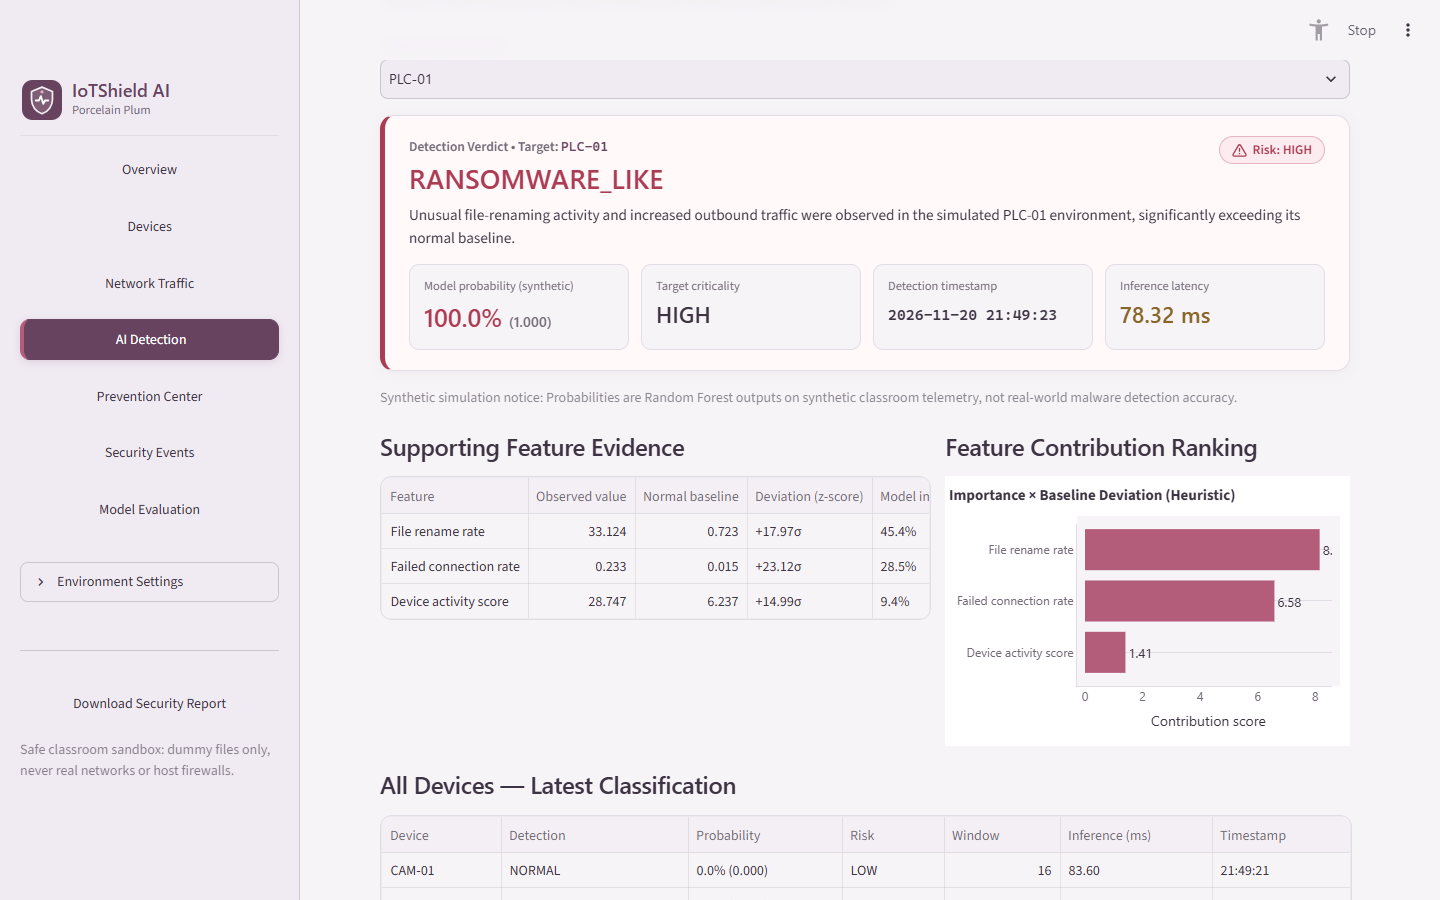 Stop
IoTShield AI
Porcelain Plum
Overview
Devices
Network Traffic
AI Detection
Prevention Center
Security Events
Model Evaluation
Environment Settings
Download Security Report
Safe classroom sandbox: dummy files only,
never real networks or host firewalls.
PLC-01
Detection Verdict • Target: PLC-01
Risk: HIGH
RANSOMWARE_LIKE
Unusual file-renaming activity and increased outbound traffic were observed in the simulated PLC-01 environment, significantly exceeding its
normal baseline.
Model probability (synthetic)
100.0% (1.000)
Target criticality
HIGH
Detection timestamp
2026-11-20 21:49:23
Inference latency
78.32 ms
Synthetic simulation notice: Probabilities are Random Forest outputs on synthetic classroom telemetry, not real-world malware detection accuracy.
Supporting Feature Evidence
Feature Observed value Normal baseline Deviation (z-score) Model in
File rename rate 33.124 0.723 +17.97σ 45.4%
Failed connection rate 0.233 0.015 +23.12σ 28.5%
Device activity score 28.747 6.237 +14.99σ 9.4%
Feature Contribution Ranking
Importance × Baseline Deviation (Heuristic)
File rename rate 8.
Failed connection rate 6.58
Device activity score 1.41
0 2 4 6 8
Contribution score
All Devices — Latest Classification
Device Detection Probability Risk Window Inference (ms) Timestamp
CAM-01 NORMAL 0.0% (0.000) LOW 16 83.60 21:49:21